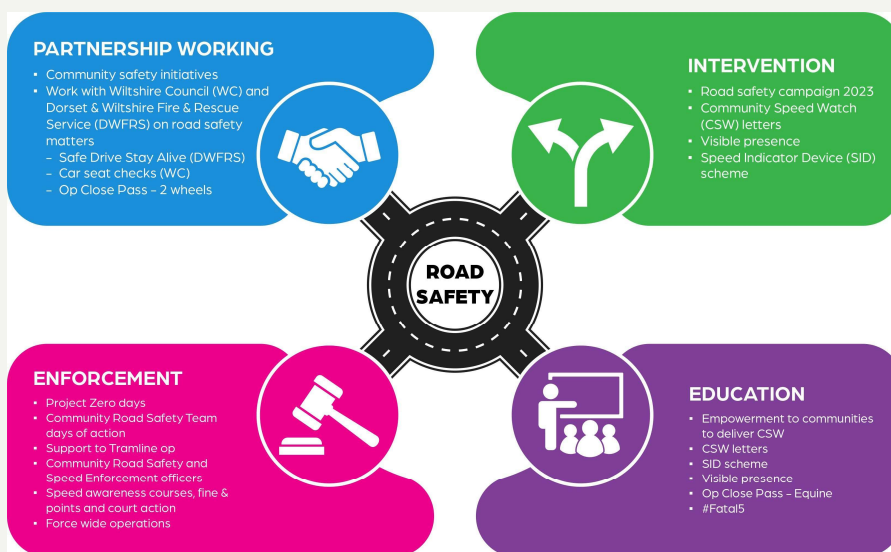 PARTNERSHIP WORKING
• Community safety initiatives
• Work with Wiltshire Council (WC) and
Dorset & Wiltshire Fire & Rescue
Service (DWFRS) on road safety
matters
– Safe Drive Stay Alive (DWFRS)
– Car seat checks (WC)
– Op Close Pass – 2 wheels
INTERVENTION
• Road safety campaign 2023
• Community Speed Watch
(CSW) letters
• Visible presence
• Speed Indicator Device (SID)
scheme
ROAD
SAFETY
ENFORCEMENT
• Project Zero days
• Community Road Safety Team
days of action
• Support to Tramline op
• Community Road Safety and
Speed Enforcement officers
• Speed awareness courses, fine &
points and court action
• Force wide operations
EDUCATION
• Empowerment to communities
to deliver CSW
• CSW letters
• SID scheme
• Visible presence
• Op Close Pass – Equine
• #Fatal5